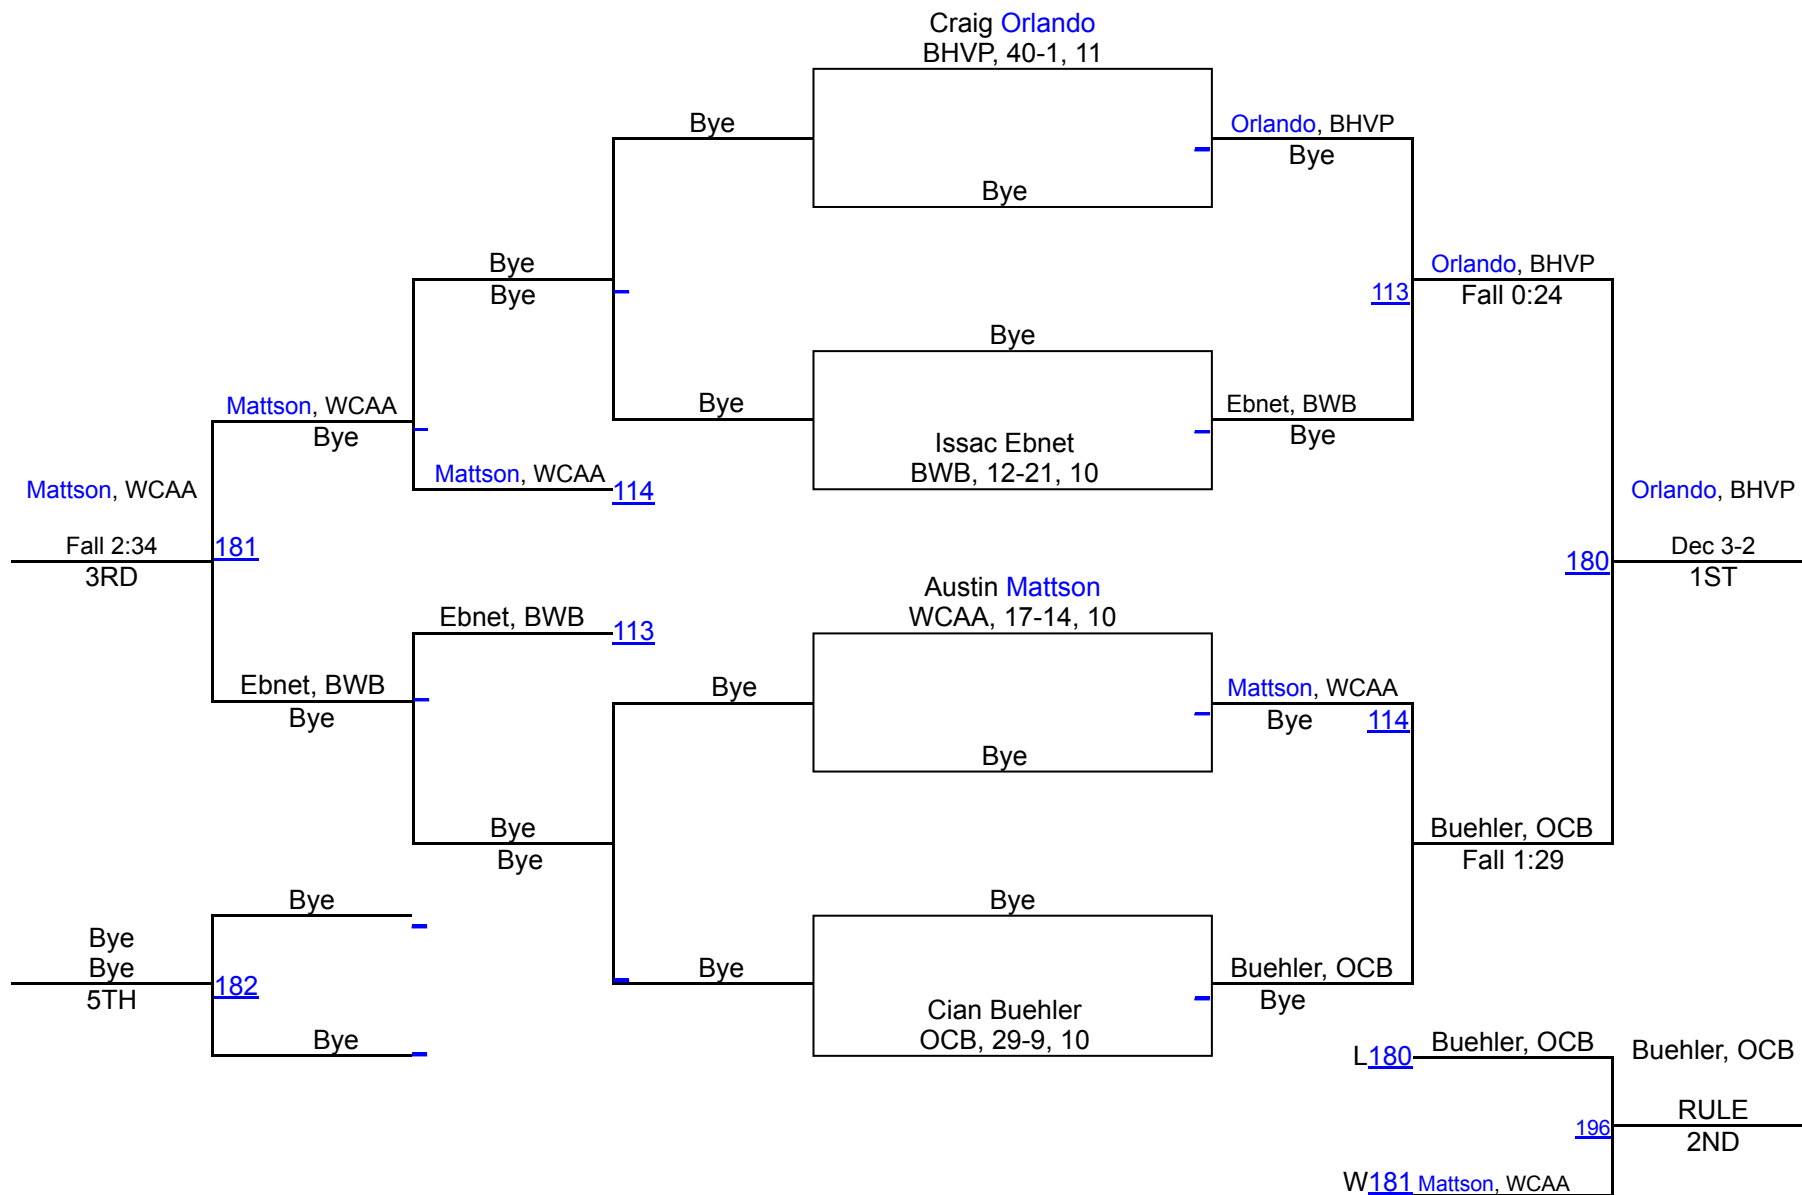 Craig Orlando
BHVP, 40-1, 11
Bye
Orlando, BHVP
Bye
Bye
Bye
Bye
Orlando, BHVP
113
Fall 0:24
Bye
Bye
Ebnet, BWB
Bye
Issac Ebnet
BWB, 12-21, 10
Mattson, WCAA
Bye
Mattson, WCAA
114
Mattson, WCAA
Fall 2:34
181
3RD
Orlando, BHVP
180
Dec 3-2
1ST
Austin Mattson
WCAA, 17-14, 10
Ebnet, BWB
113
Ebnet, BWB
Bye
Bye
Mattson, WCAA
Bye
114
Bye
Bye
Bye
Buehler, OCB
Fall 1:29
Bye
Bye
Bye
Bye
182
5TH
Bye
Bye
Buehler, OCB
Bye
Cian Buehler
OCB, 29-9, 10
L180 Buehler, OCB
Buehler, OCB
196
RULE
2ND
W181 Mattson, WCAA